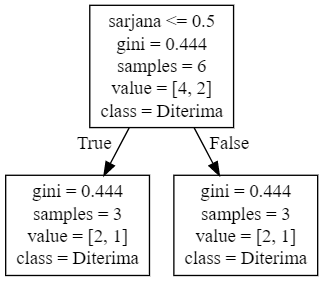 sarjana <= 0.5
gini = 0.444
samples = 6
value = [4, 2]
class = Diterima
True
False
gini = 0.444
samples = 3
value = [2, 1]
class = Diterima
gini = 0.444
samples = 3
value = [2, 1]
class = Diterima